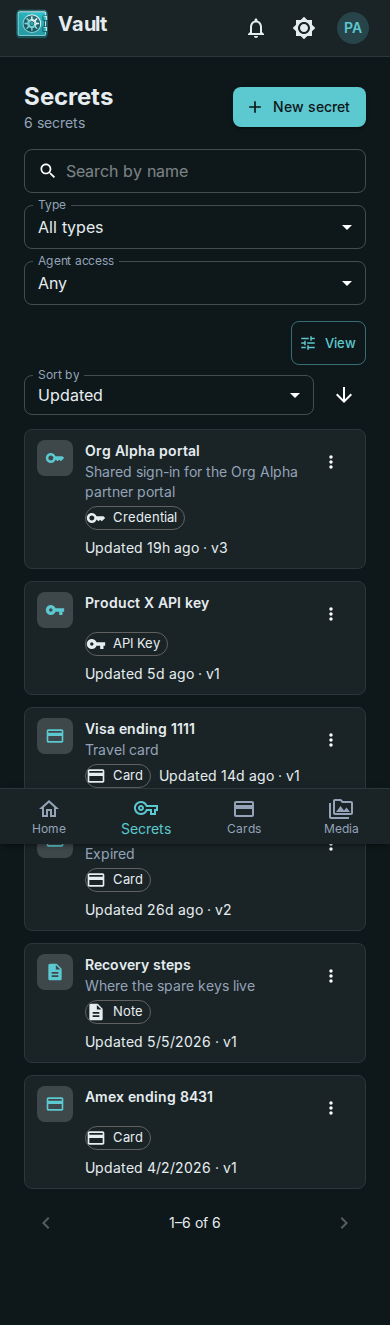 Vault
PA
Secrets
6 secrets
New secret
Search by name
Type
All types
Agent access
Any
View
Sort by
Updated
Org Alpha portal
Shared sign-in for the Org Alpha
partner portal
Credential
Updated 19h ago · v3
Product X API key
API Key
Updated 5d ago · v1
Visa ending 1111
Travel card
Card Updated 14d ago · v1
Home
Secrets
Cards
Media
Expired
Card
Updated 26d ago · v2
Recovery steps
Where the spare keys live
Note
Updated 5/5/2026 · v1
Amex ending 8431
Card
Updated 4/2/2026 · v1
1–6 of 6